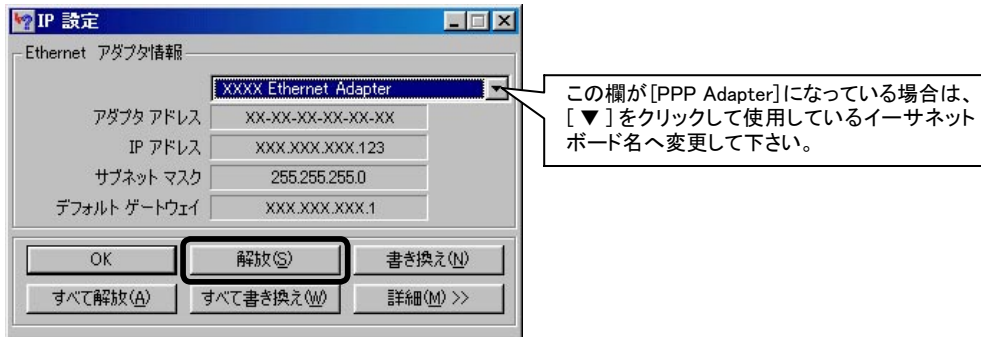 IP 設定
Ethernet アダプタ情報
XXXX Ethernet Adapter
アダプタ アドレス XX-XX-XX-XX-XX-XX
IP アドレス XXX.XXX.XXX.123
サブネット マスク 255.255.255.0
デフォルト ゲートウェイ XXX.XXX.XXX.1
OK 解放(S) 書き換え(N)
すべて解放(A) すべて書き換え(W) 詳細(M) >>
この欄が[PPP Adapter]になっている場合は、
[ ▼ ]をクリックして使用しているイーサネット
ボード名へ変更して下さい。